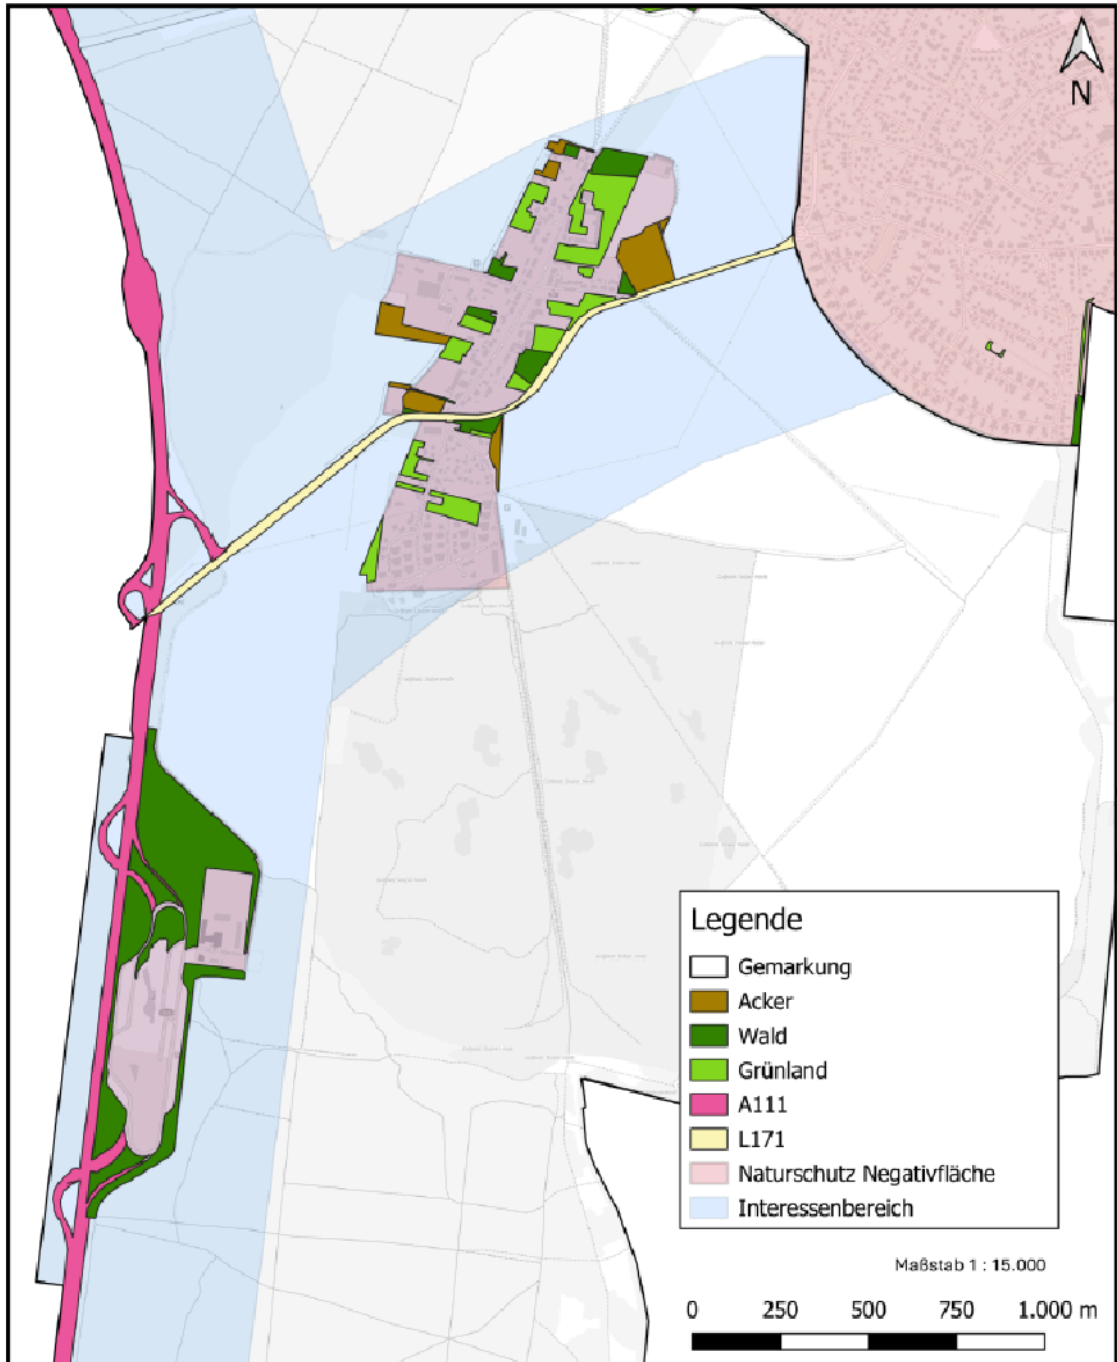 N
Legende
Gemarkung
Acker
Wald
Grünland
A111
L171
Naturschutz Negativfläche
Interessenbereich
Maßstab 1 : 15.000
0 250 500 750 1.000 m